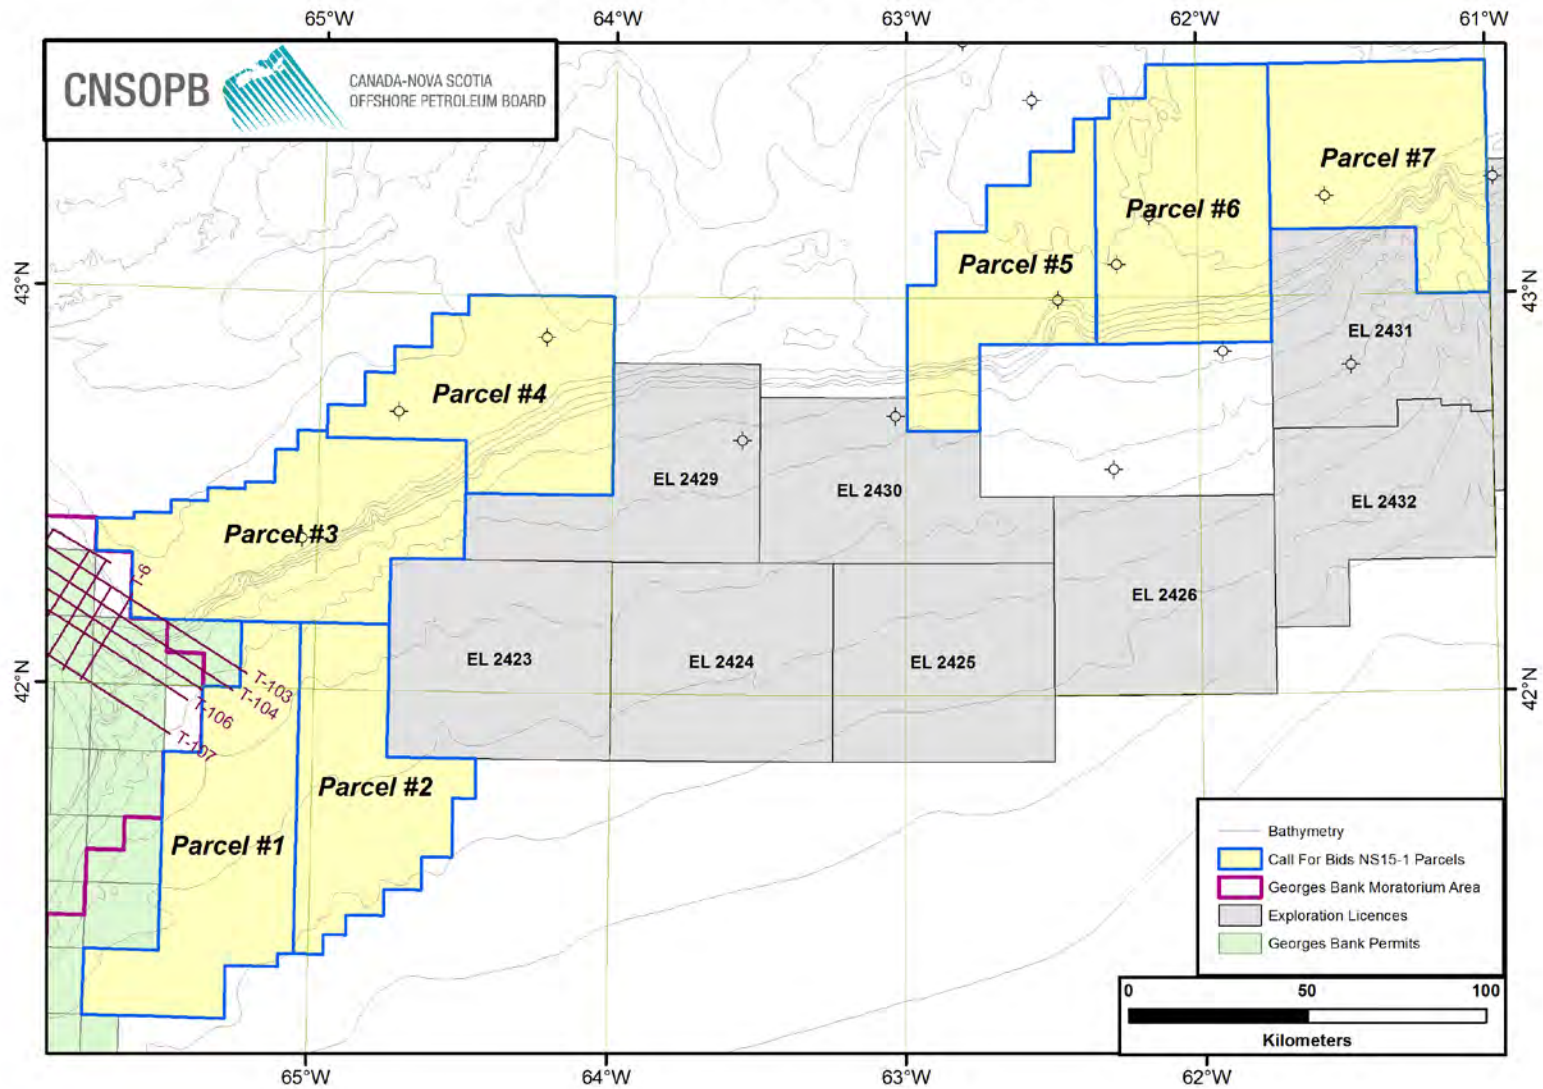 65°W 64°W 63°W 62°W 61°W
CNSOPB
CANADA-NOVA SCOTIA
OFFSHORE PETROLEUM BOARD
Parcel #7
Parcel #6
Parcel #5
43°N
43°N
EL 2431
Parcel #4
EL 2429
EL 2430
EL 2432
Parcel #3
T-6
EL 2426
EL 2423
EL 2424
EL 2425
T-103
T-104
T-106
T-107
42°N
42°N
Parcel #2
Parcel #1
Bathymetry
Call For Bids NS15-1 Parcels
Georges Bank Moratorium Area
Exploration Licences
Georges Bank Permits
0 50 100
Kilometers
65°W 64°W 63°W 62°W